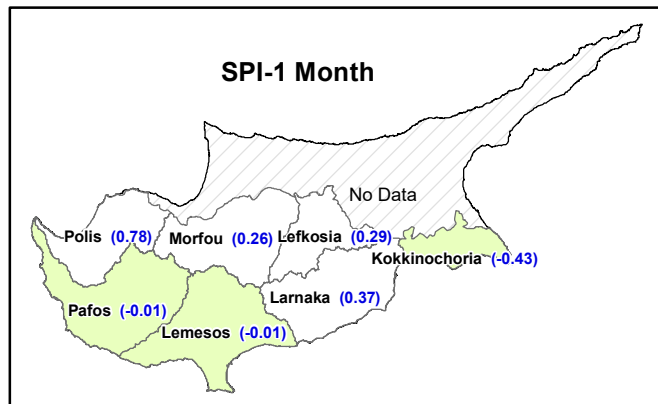 SPI-1 Month
No Data
Polis (0.78)
Morfou (0.26)
Lefkosia (0.29)
Kokkinochoria (-0.43)
Pafos (-0.01)
Larnaka (0.37)
Lemesos (-0.01)